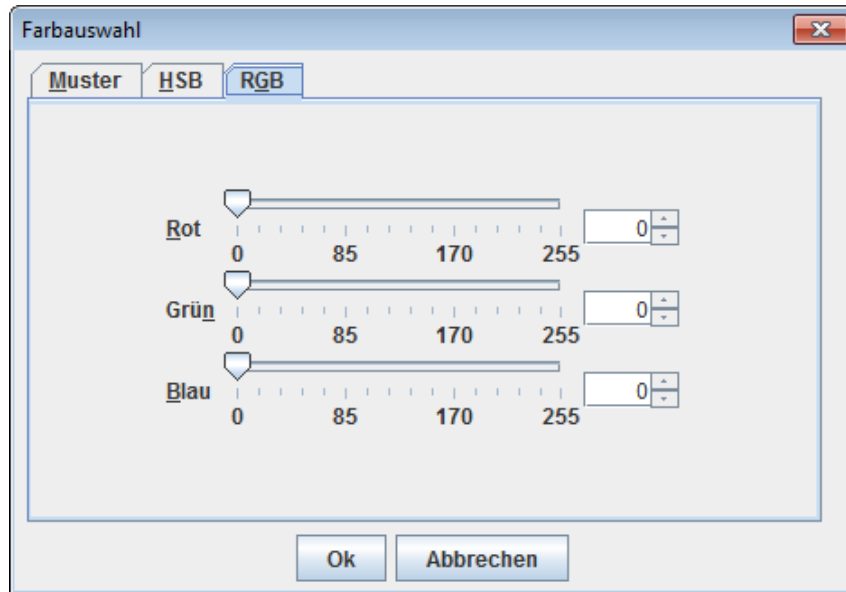 Farbauswahl
Muster HSB RGB
Rot 0
0 85 170 255
Grün 0
0 85 170 255
Blau 0
0 85 170 255
Ok Abbrechen